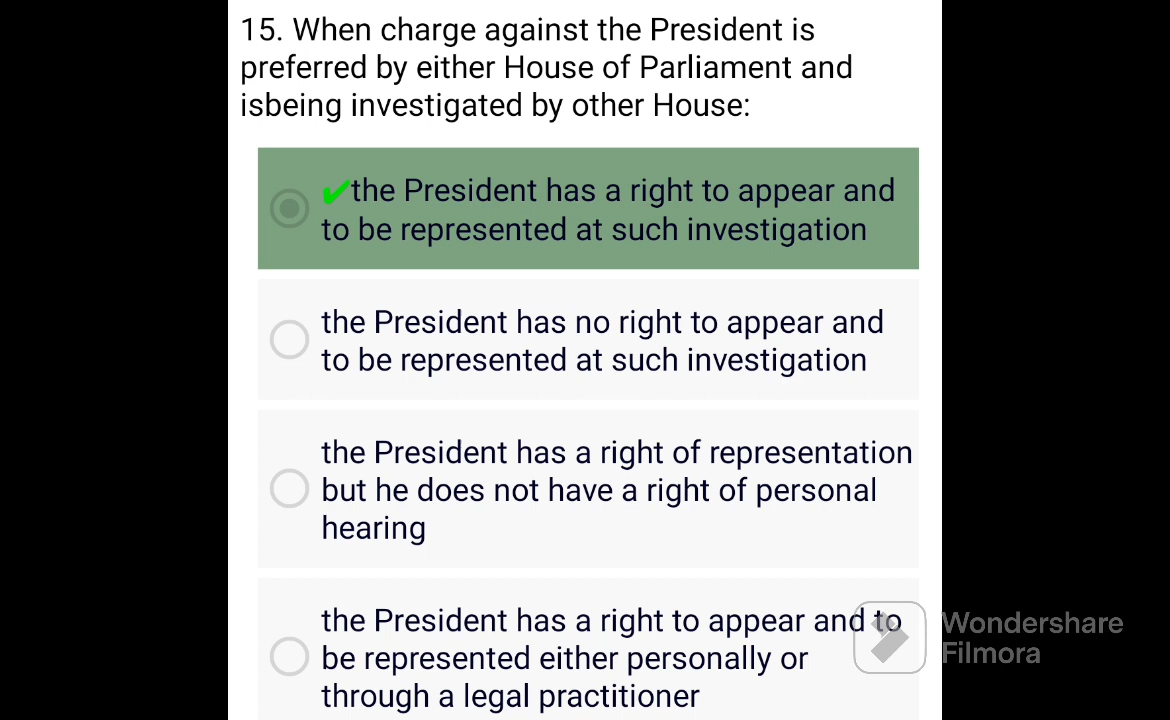 15. When charge against the President is
preferred by either House of Parliament and
isbeing investigated by other House:
✔the President has a right to appear and
to be represented at such investigation
the President has no right to appear and
to be represented at such investigation
the President has a right of representation
but he does not have a right of personal
hearing
the President has a right to appear and to
be represented either personally or
through a legal practitioner
Wondershare
Filmora